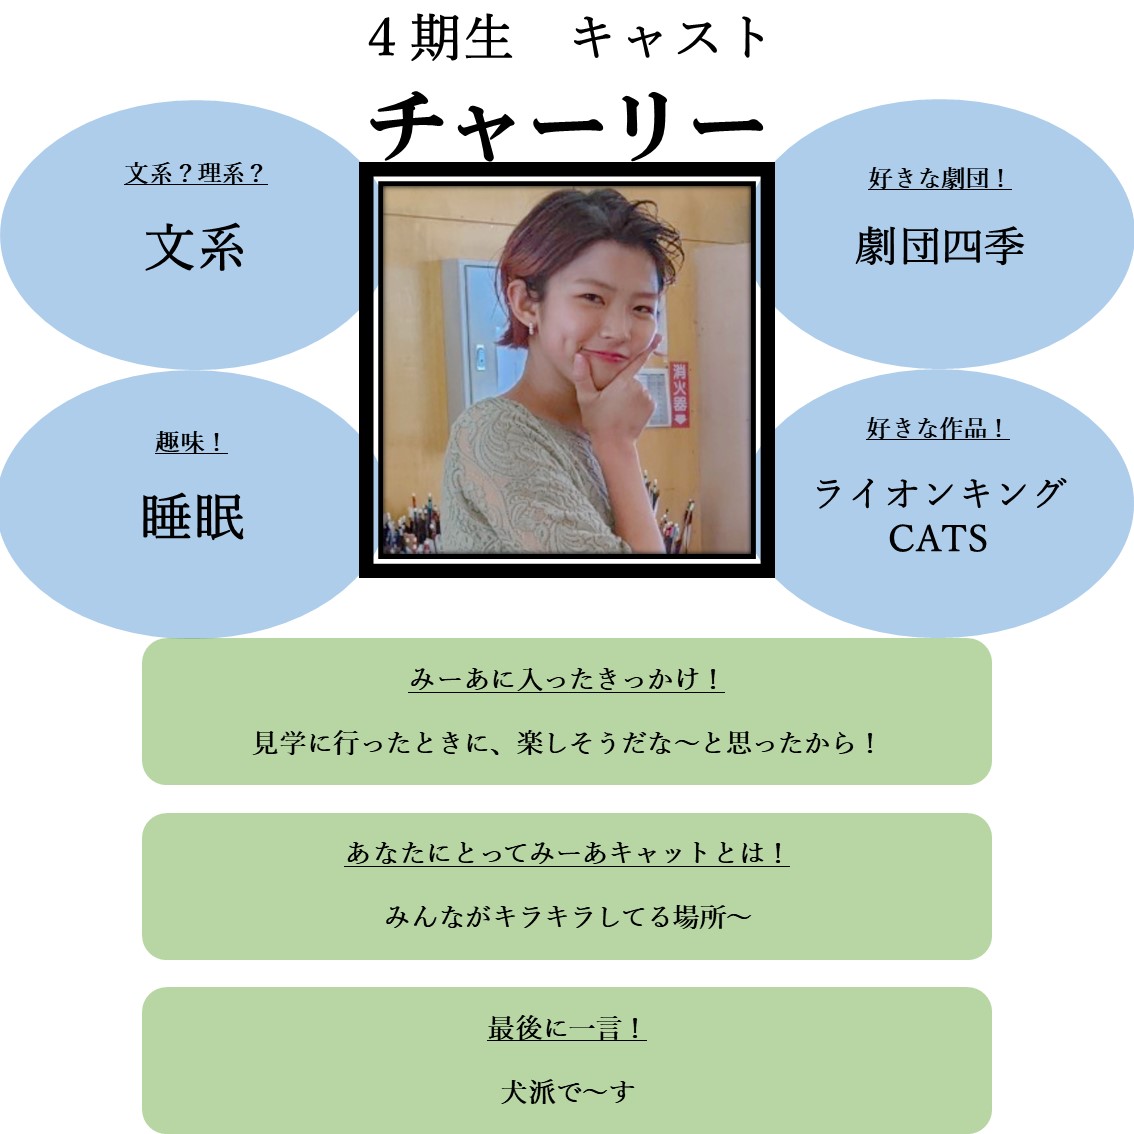 ４期生　キャスト
チャーリー
文系？理系？
文系
好きな劇団！
劇団四季
趣味！
睡眠
好きな作品！
ライオンキング
CATS
消火器
みーあに入ったきっかけ！
見学に行ったときに、楽しそうだな～と思ったから！
あなたにとってみーあキャットとは！
みんながキラキラしてる場所～
最後に一言！
犬派で～す